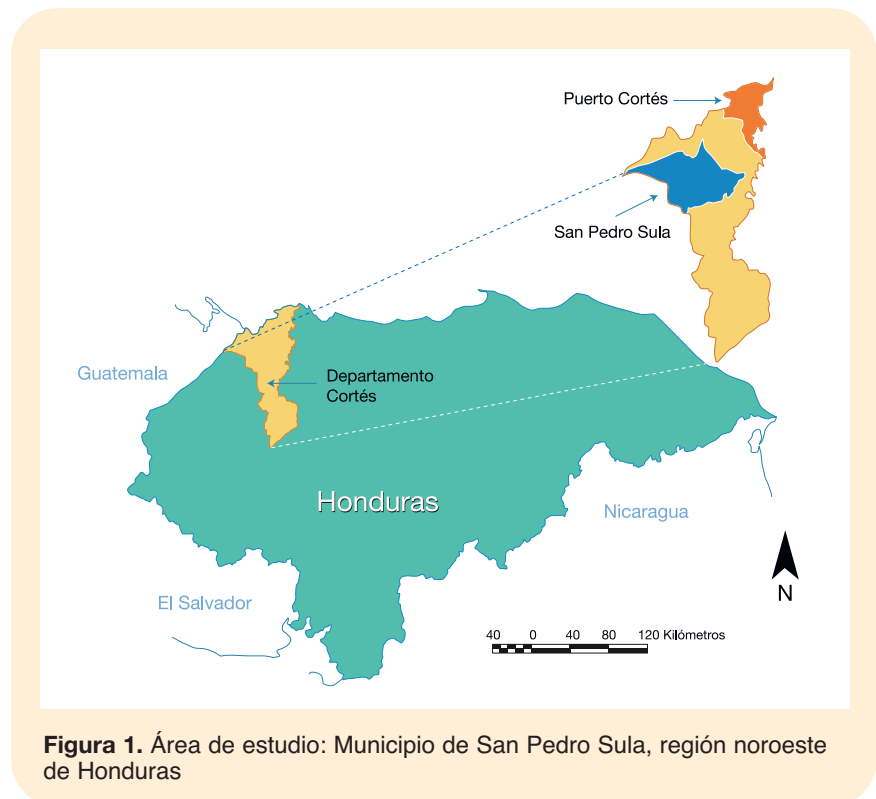 Puerto Cortés
San Pedro Sula
Guatemala
Departamento
Cortés
Honduras
Nicaragua
N
El Salvador
40 0 40 80 120 Kilómetros
Figura 1. Área de estudio: Municipio de San Pedro Sula, región noroeste
de Honduras